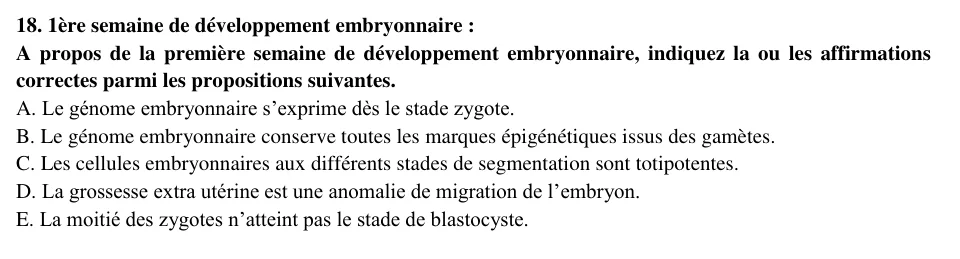 18. 1ère semaine de développement embryonnaire :
A propos de la première semaine de développement embryonnaire, indiquez la ou les affirmations
correctes parmi les propositions suivantes.
A. Le génome embryonnaire s’exprime dès le stade zygote.
B. Le génome embryonnaire conserve toutes les marques épigénétiques issus des gamètes.
C. Les cellules embryonnaires aux différents stades de segmentation sont totipotentes.
D. La grossesse extra utérine est une anomalie de migration de l’embryon.
E. La moitié des zygotes n’atteint pas le stade de blastocyste.